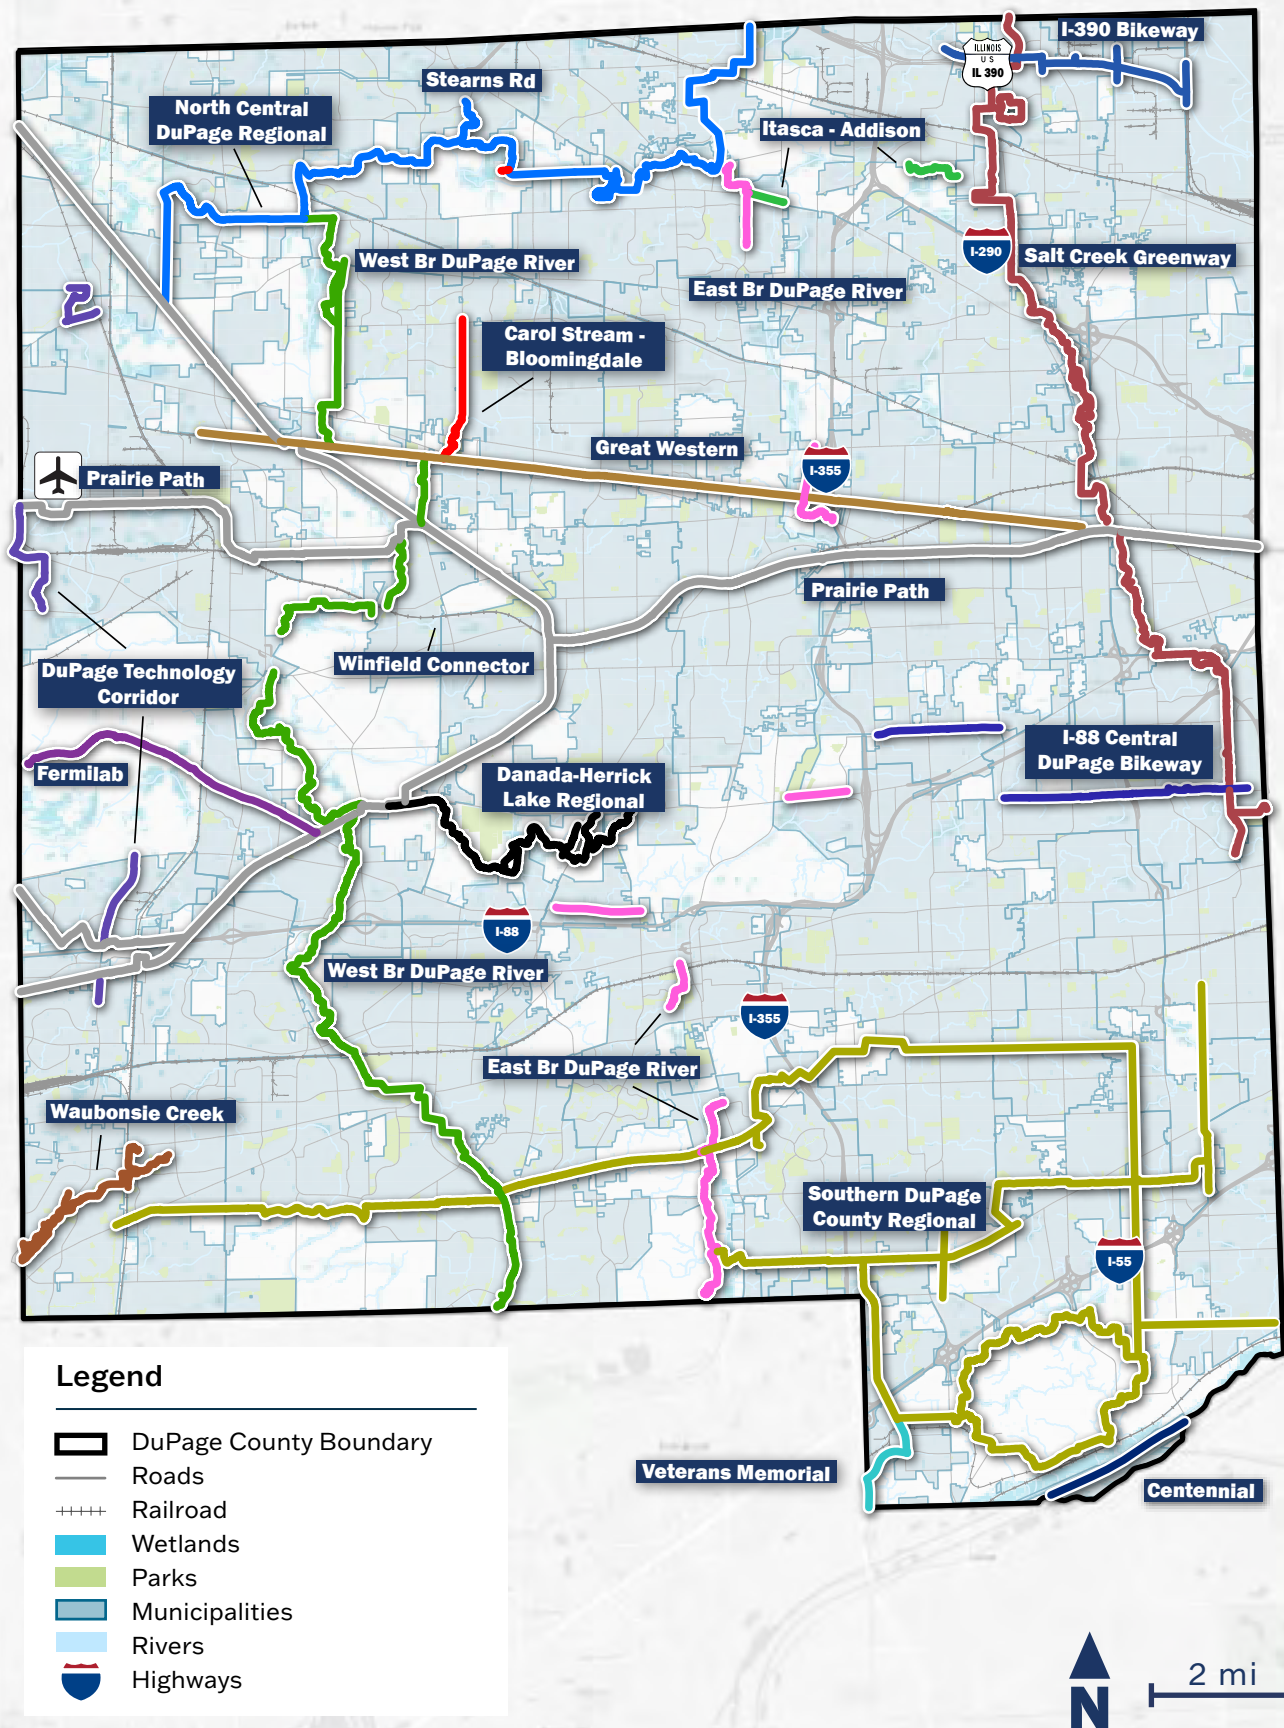 I-390 Bikeway
ILLINOIS
US
IL 390
Stearns Rd
North Central
DuPage Regional
Itasca - Addison
West Br DuPage River
I-290
Salt Creek Greenway
East Br DuPage River
Carol Stream -
Bloomingdale
Great Western
I-355
Prairie Path
Prairie Path
Winfield Connector
DuPage Technology
Corridor
I-88 Central
DuPage Bikeway
Fermilab
Danada-Herrick
Lake Regional
I-88
West Br DuPage River
I-355
East Br DuPage River
Waubonsie Creek
Southern DuPage
County Regional
I-55
Veterans Memorial
Centennial
Legend
DuPage County Boundary
Roads
Railroad
Wetlands
Parks
Municipalities
Rivers
Highways
2 mi
N